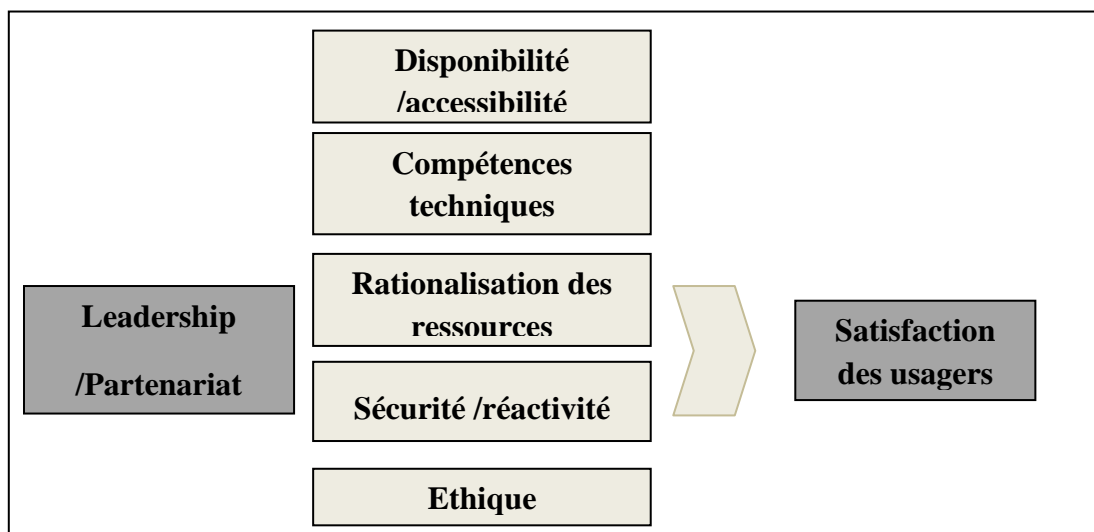 Disponibilité
/accessibilité
Compétences
techniques
Rationalisation des
ressources
Leadership
/Partenariat
Satisfaction
des usagers
Sécurité /réactivité
Ethique